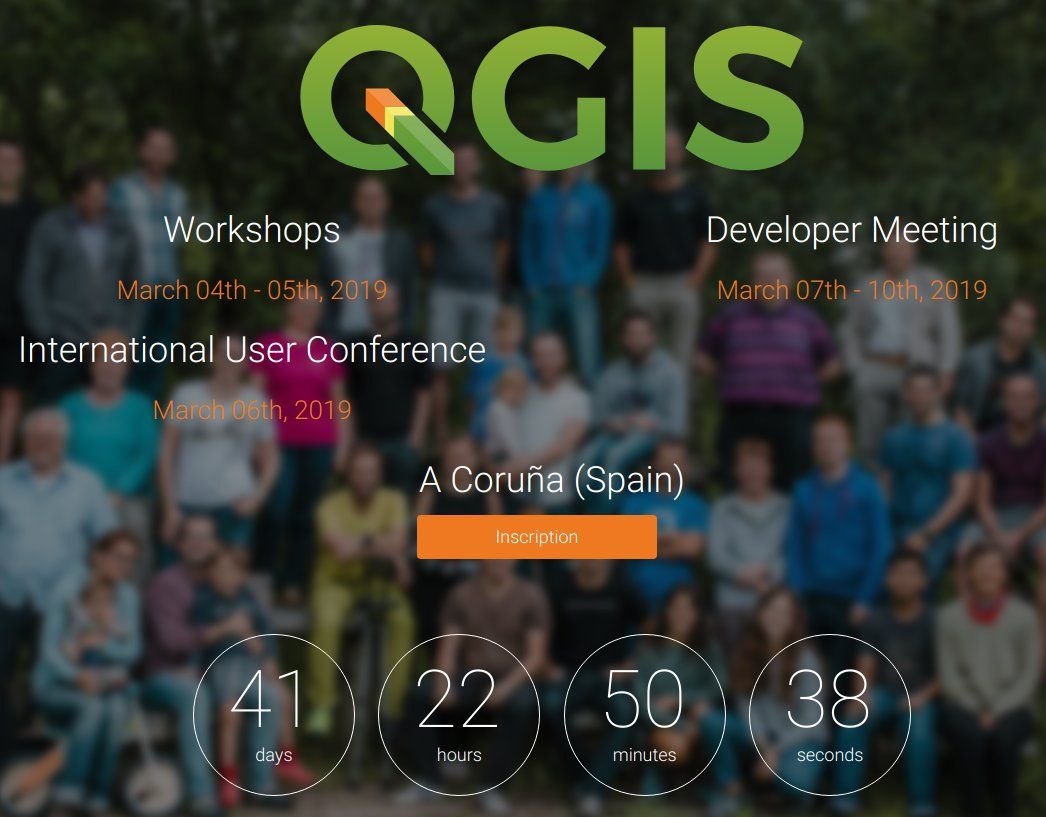 QGIS
Workshops
March 04th - 05th, 2019
International User Conference
March 06th, 2019
Developer Meeting
March 07th - 10th, 2019
A Coruña (Spain)
Inscription
41
days
22
hours
50
minutes
38
seconds